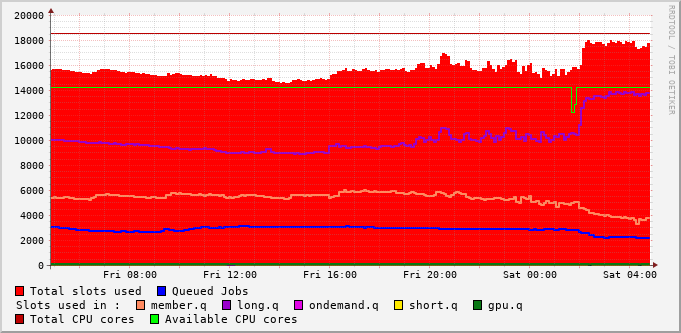 20000
18000
16000
14000
12000
10000
8000
6000
4000
2000
0
Fri 08:00 Fri 12:00 Fri 16:00 Fri 20:00 Sat 00:00 Sat 04:00
RRDTOOL / TOBI OETIKER
Total slots used Queued Jobs
Slots used in : member.q long.q ondemand.q short.q gpu.q
Total CPU cores Available CPU cores